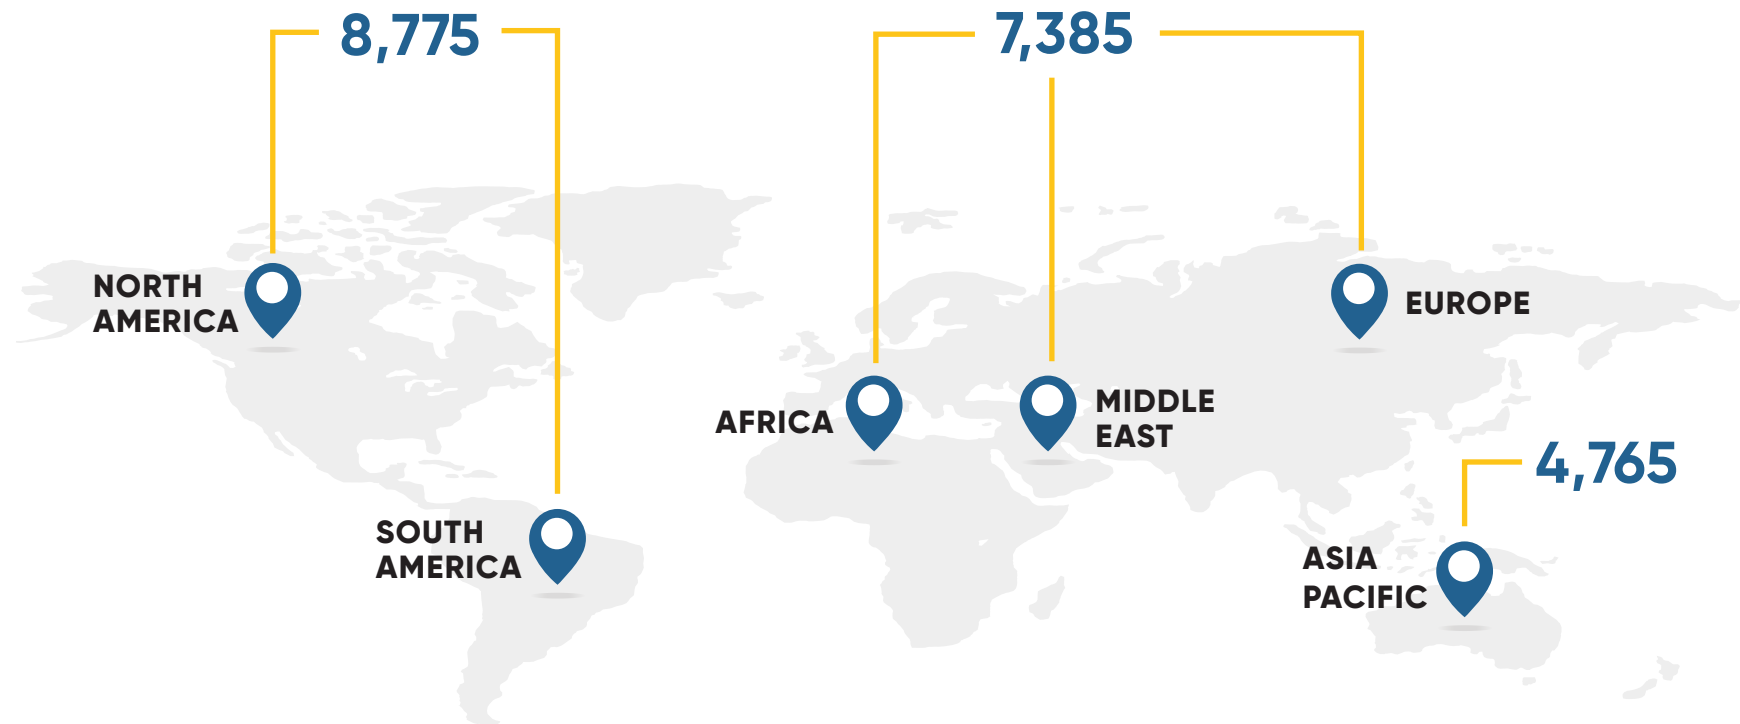 8,775
7,385
NORTH
AMERICA
EUROPE
AFRICA
MIDDLE
EAST
4,765
SOUTH
AMERICA
ASIA
PACIFIC